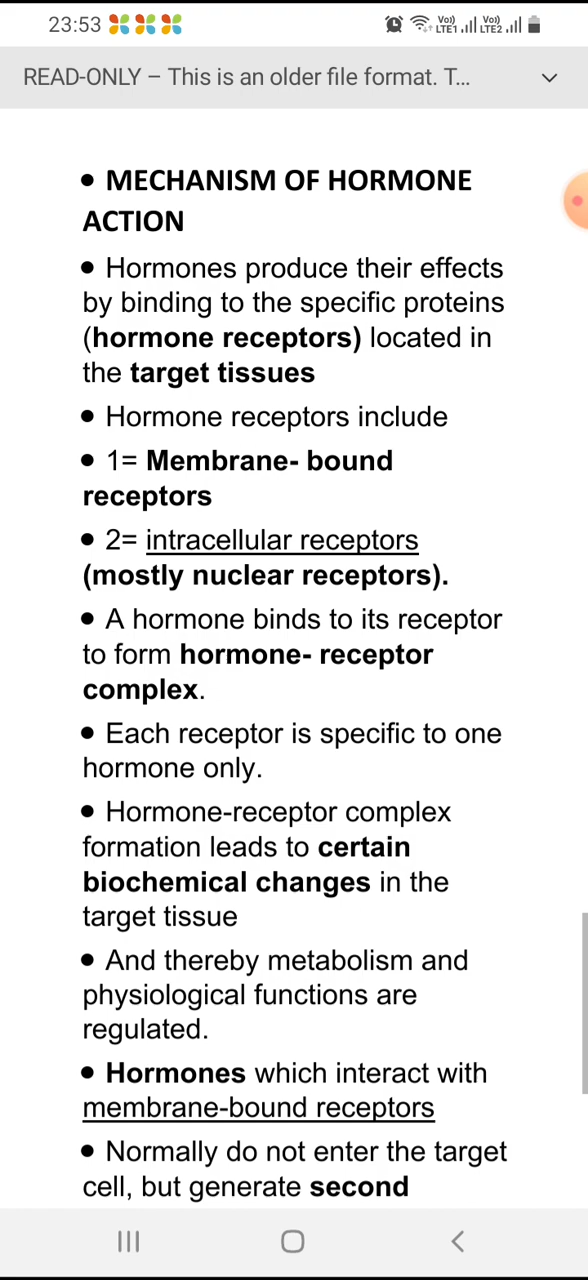 23:53
Vo)) LTE1 Vo)) LTE2
READ-ONLY – This is an older file format. T...
• MECHANISM OF HORMONE
ACTION
• Hormones produce their effects
by binding to the specific proteins
(hormone receptors) located in
the target tissues
• Hormone receptors include
• 1= Membrane- bound
receptors
• 2= intracellular receptors
(mostly nuclear receptors).
• A hormone binds to its receptor
to form hormone- receptor
complex.
• Each receptor is specific to one
hormone only.
• Hormone-receptor complex
formation leads to certain
biochemical changes in the
target tissue
• And thereby metabolism and
physiological functions are
regulated.
• Hormones which interact with
membrane-bound receptors
• Normally do not enter the target
cell, but generate second